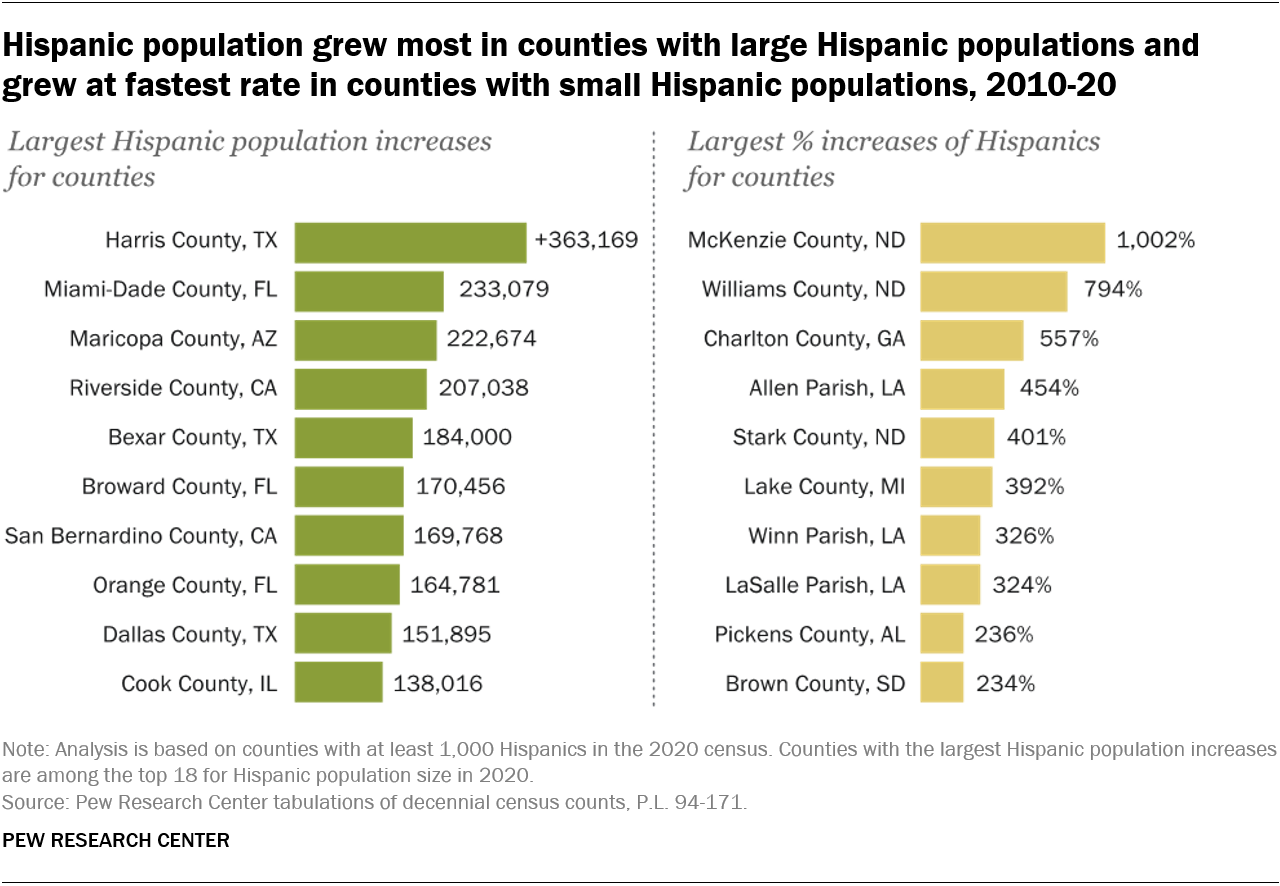 Hispanic population grew most in counties with large Hispanic populations and
grew at fastest rate in counties with small Hispanic populations, 2010-20
Largest Hispanic population increases
for counties
Harris County, TX +363,169
Miami-Dade County, FL 233,079
Maricopa County, AZ 222,674
Riverside County, CA 207,038
Bexar County, TX 184,000
Broward County, FL 170,456
San Bernardino County, CA 169,768
Orange County, FL 164,781
Dallas County, TX 151,895
Cook County, IL 138,016
Largest % increases of Hispanics
for counties
McKenzie County, ND 1,002%
Williams County, ND 794%
Charlton County, GA 557%
Allen Parish, LA 454%
Stark County, ND 401%
Lake County, MI 392%
Winn Parish, LA 326%
LaSalle Parish, LA 324%
Pickens County, AL 236%
Brown County, SD 234%
Note: Analysis is based on counties with at least 1,000 Hispanics in the 2020 census. Counties with the largest Hispanic population increases
are among the top 18 for Hispanic population size in 2020.
Source: Pew Research Center tabulations of decennial census counts, P.L. 94-171.
PEW RESEARCH CENTER